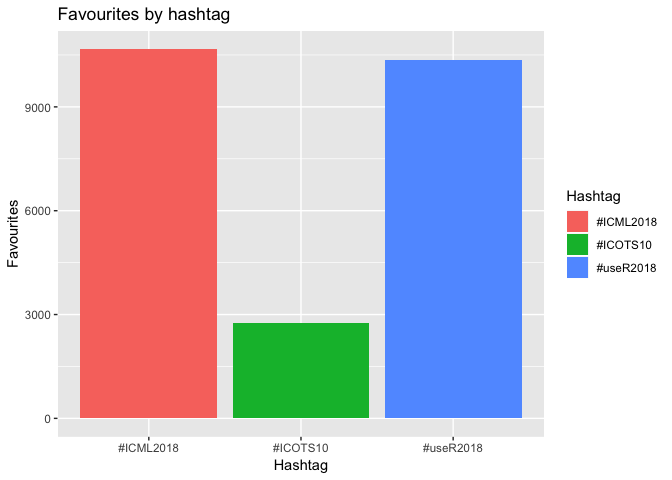 Favourites by hashtag
9000
6000
3000
0
Favourites
#ICML2018
#ICOTS10
#useR2018
Hashtag
Hashtag
#ICML2018
#ICOTS10
#useR2018